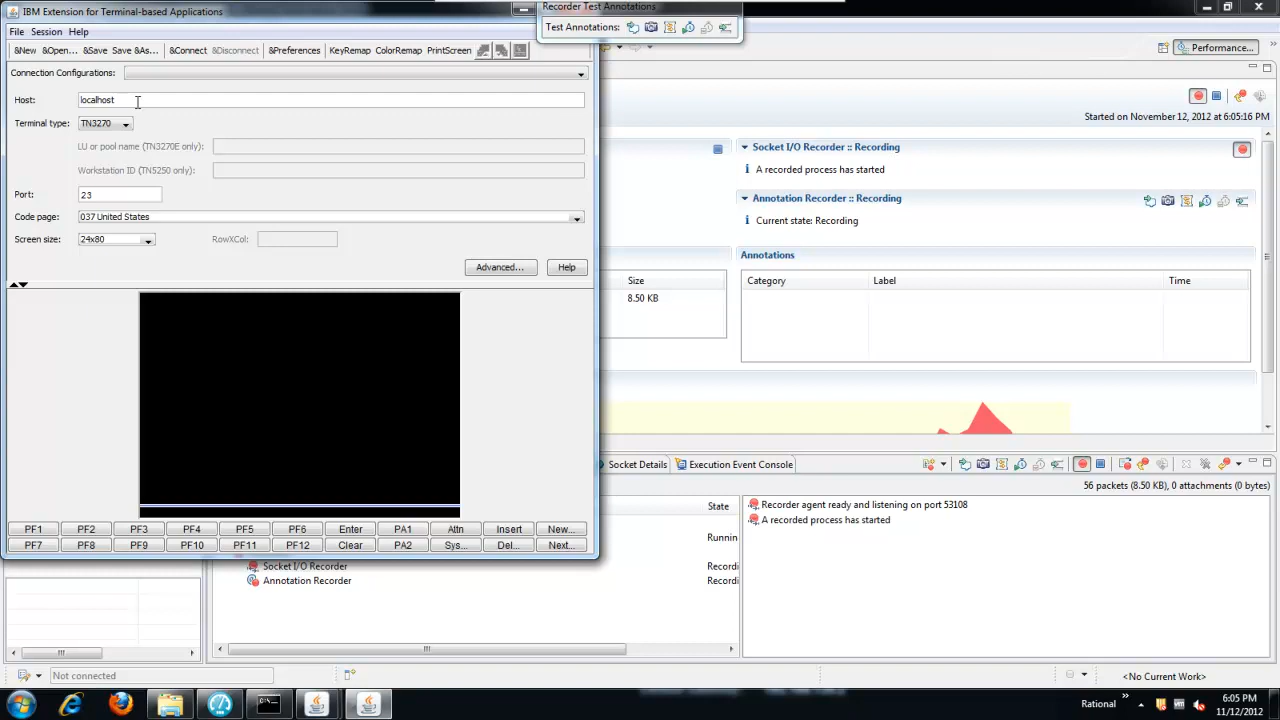 IBM Extension for Terminal-based Applications
Recorder Test Annotations
File Session Help
Test Annotations:
&New &Open... &Save Save &As... &Connect &Disconnect &Preferences KeyRemap ColorRemap PrintScreen
Performance...
Connection Configurations:
Host: localhost
Started on November 12, 2012 at 6:05:16 PM
Terminal type: TN3270
LU or pool name (TN3270E only):
Socket I/O Recorder :: Recording
Workstation ID (TN5250 only):
A recorded process has started
Port: 23
Annotation Recorder :: Recording
Code page: 037 United States
Current state: Recording
Screen size: 24x80 RowXCol:
Annotations
Advanced... Help
Size Category Label Time
8.50 KB
Socket Details Execution Event Console
56 packets (8.50 KB), 0 attachments (0 bytes)
State
Recorder agent ready and listening on port 53108
A recorded process has started
PF1 PF2 PF3 PF4 PF5 PF6 Enter PA1 Attn Insert New...
Runnin
PF7 PF8 PF9 PF10 PF11 PF12 Clear PA2 Sys... Del... Next...
Socket I/O Recorder Recordi
Annotation Recorder Recordi
Not connected
<No Current Work>
Rational
6:05 PM
11/12/2012